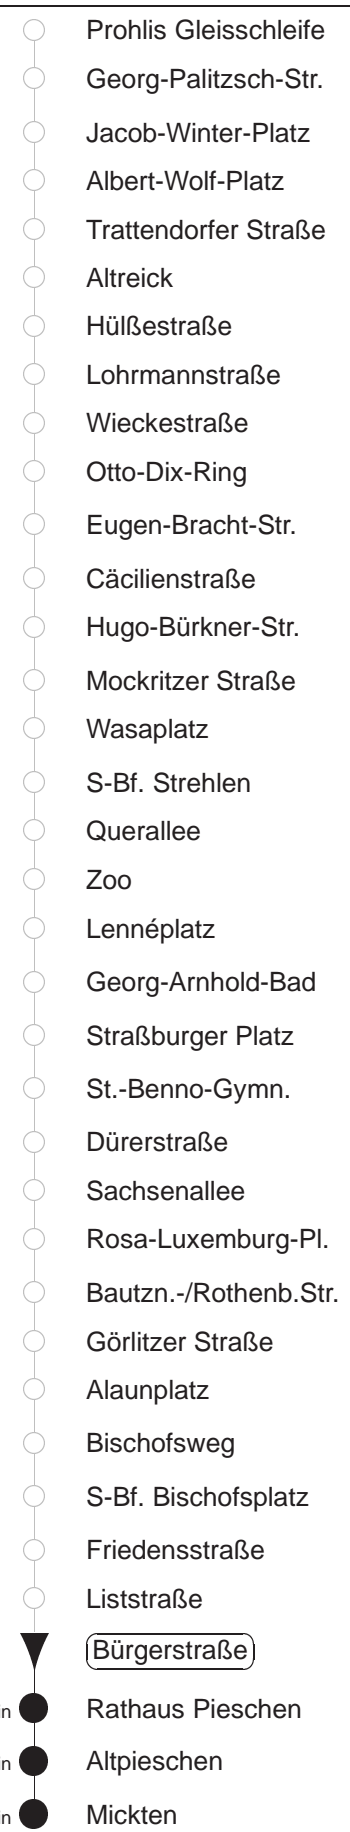 Prohlis Gleisschleife
Georg-Palitzsch-Str.
Jacob-Winter-Platz
Albert-Wolf-Platz
Trattendorfer Straße
Altreick
Hülßestraße
Lohrmannstraße
Wieckestraße
Otto-Dix-Ring
Eugen-Bracht-Str.
Cäcilienstraße
Hugo-Bürkner-Str.
Mockritzer Straße
Wasaplatz
S-Bf. Strehlen
Querallee
Zoo
Lennéplatz
Georg-Arnhold-Bad
Straßburger Platz
St.-Benno-Gymn.
Dürerstraße
Sachsenallee
Rosa-Luxemburg-Pl.
Bautzn.-/Rothenb.Str.
Görlitzer Straße
Alaunplatz
Bischofsweg
S-Bf. Bischofsplatz
Friedensstraße
Liststraße
Bürgerstraße
in Rathaus Pieschen
in Altpieschen
in Mickten